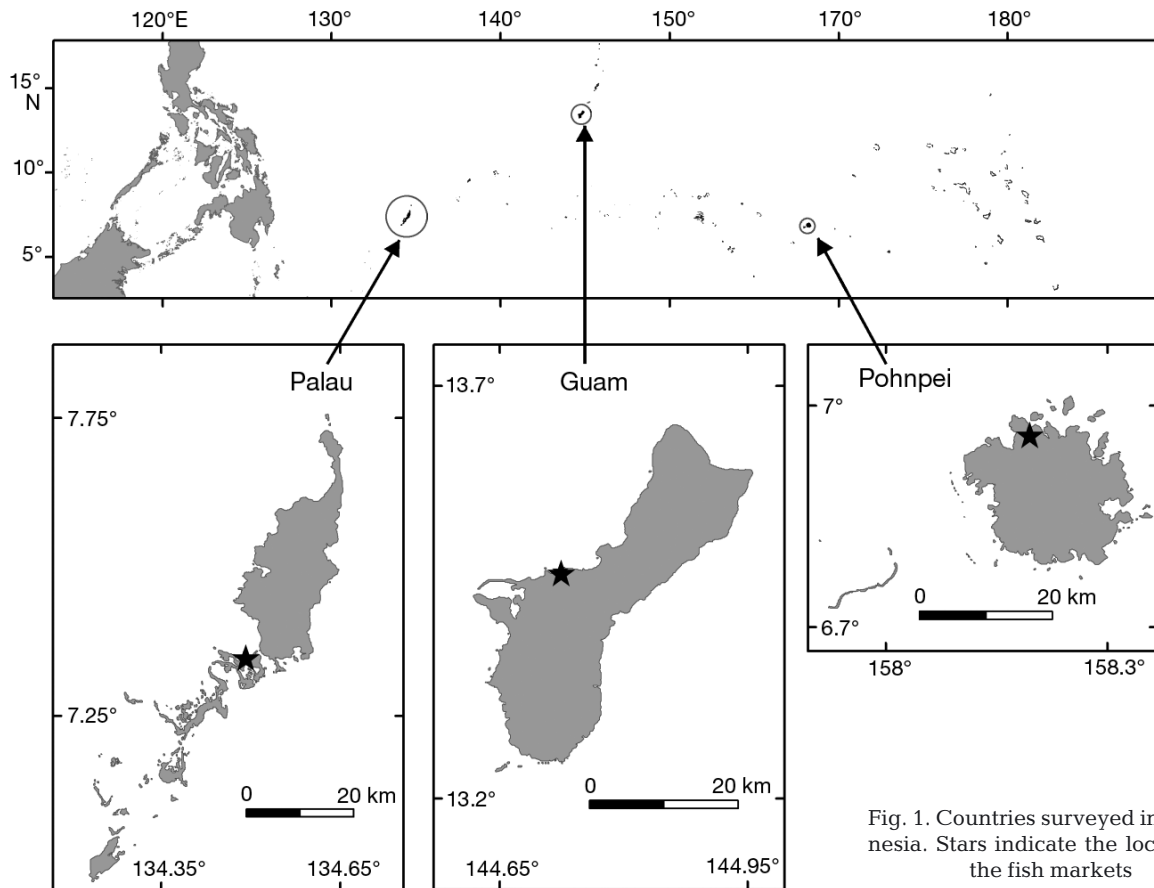 120°E 130° 140° 150° 160° 170° 180°
15°
N
10°
5°
Palau Guam Pohnpei
7.75°
7.25°
0 20 km
134.35° 134.65°
13.7°
13.2°
0 20 km
144.65° 144.95°
7°
6.7°
0 20 km
158° 158.3°
Fig. 1. Countries surveyed in
nesia. Stars indicate the loc
the fish markets